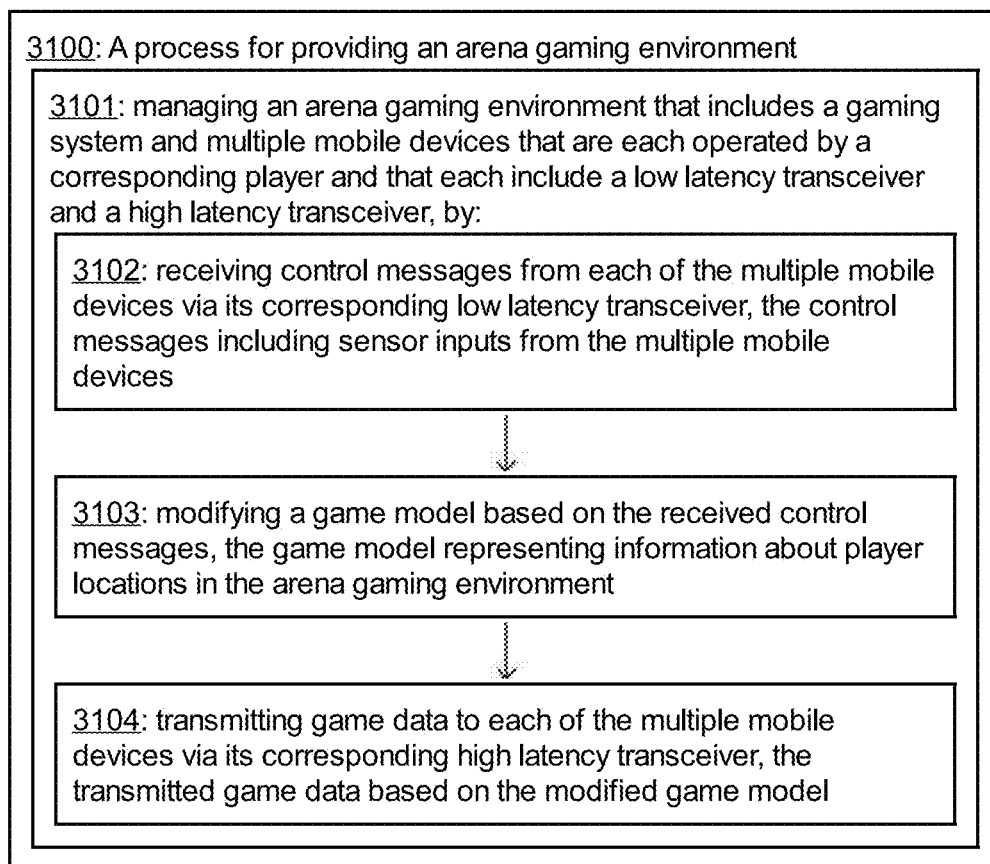 3100: A process for providing an arena gaming environment
3101: managing an arena gaming environment that includes a gaming
system and multiple mobile devices that are each operated by a
corresponding player and that each include a low latency transceiver
and a high latency transceiver, by:
3102: receiving control messages from each of the multiple mobile
devices via its corresponding low latency transceiver, the control
messages including sensor inputs from the multiple mobile
devices
3103: modifying a game model based on the received control
messages, the game model representing information about player
locations in the arena gaming environment
3104: transmitting game data to each of the multiple mobile
devices via its corresponding high latency transceiver, the
transmitted game data based on the modified game model